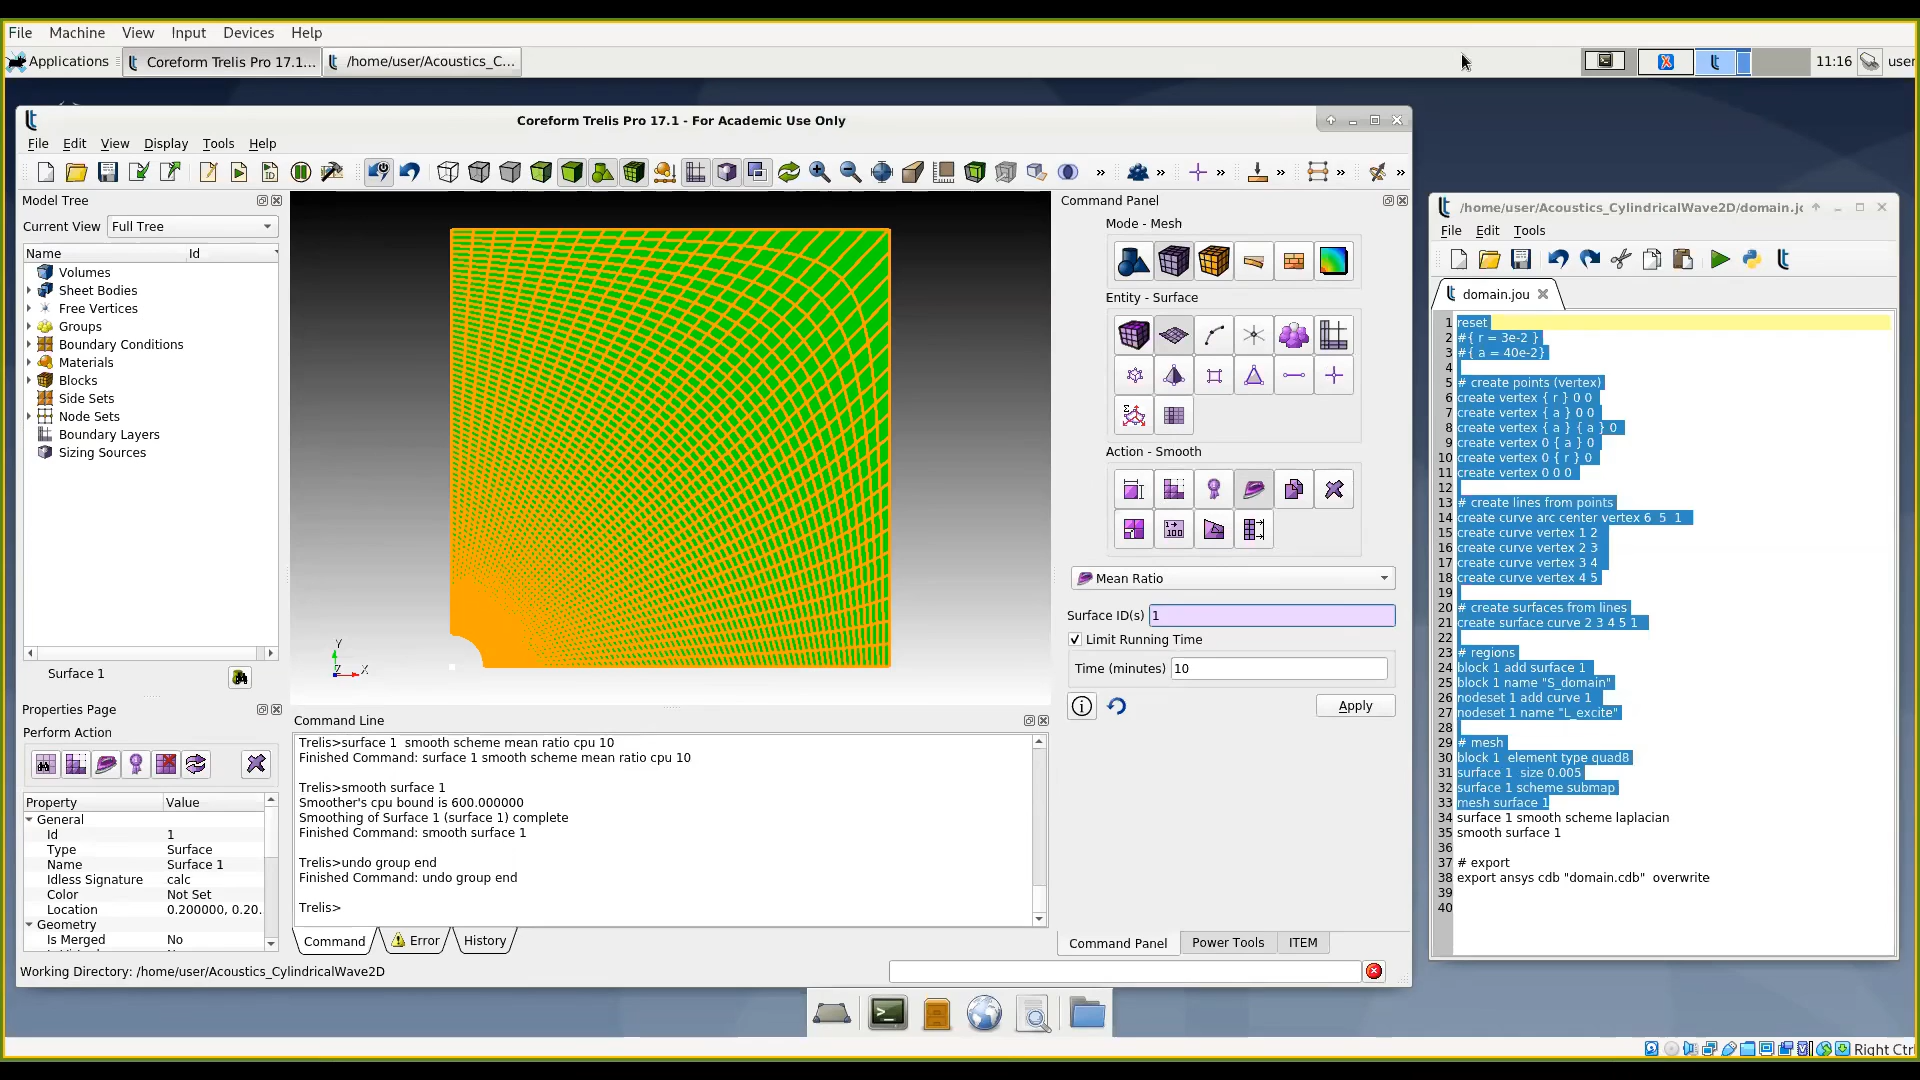 File Machine View Input Devices Help
Applications Coreform Trelis Pro 17.1... /home/user/Acoustics_C... 11:16 user
Coreform Trelis Pro 17.1 - For Academic Use Only
File Edit View Display Tools Help
Model Tree
Current View Full Tree
Name Id
Volumes
Sheet Bodies
Free Vertices
Groups
Boundary Conditions
Materials
Blocks
Side Sets
Node Sets
Boundary Layers
Sizing Sources
Surface 1
Properties Page
Perform Action
Property Value
General
Id 1
Type Surface
Name Surface 1
Idless Signature calc
Color Not Set
Location 0.200000, 0.20.
Geometry
Is Merged No
Y
Z X
Command Line
Trelis>surface 1  smooth scheme mean ratio cpu 10
Finished Command: surface 1 smooth scheme mean ratio cpu 10
Trelis>smooth surface 1
Smoother's cpu bound is 600.000000
Smoothing of Surface 1 (surface 1) complete
Finished Command: smooth surface 1
Trelis>undo group end
Finished Command: undo group end
Trelis>
Command Error History
Working Directory: /home/user/Acoustics_CylindricalWave2D
Command Panel
Mode - Mesh
Entity - Surface
Action - Smooth
Mean Ratio
Surface ID(s) 1
Limit Running Time
Time (minutes) 10
Apply
Command Panel Power Tools ITEM
/home/user/Acoustics_CylindricalWave2D/domain.jc
File Edit Tools
domain.jou
1 reset
2 #{ r = 3e-2 }
3 #{ a = 40e-2}
4
5 # create points (vertex)
6 create vertex { r } 0 0
7 create vertex { a } 0 0
8 create vertex { a } { a } 0
9 create vertex 0 { a } 0
10 create vertex 0 { r } 0
11 create vertex 0 0 0
12
13 # create lines from points
14 create curve arc center vertex 6  5  1
15 create curve vertex 1 2
16 create curve vertex 2 3
17 create curve vertex 3 4
18 create curve vertex 4 5
19
20 # create surfaces from lines
21 create surface curve 2 3 4 5 1
22
23 # regions
24 block 1 add surface 1
25 block 1 name "S_domain"
26 nodeset 1 add curve 1
27 nodeset 1 name "L_excite"
28
29 # mesh
30 block 1  element type quad8
31 surface 1  size 0.005
32 surface 1 scheme submap
33 mesh surface 1
34 surface 1 smooth scheme laplacian
35 smooth surface 1
36
37 # export
38 export ansys cdb "domain.cdb"  overwrite
39
40
Right Ctrl